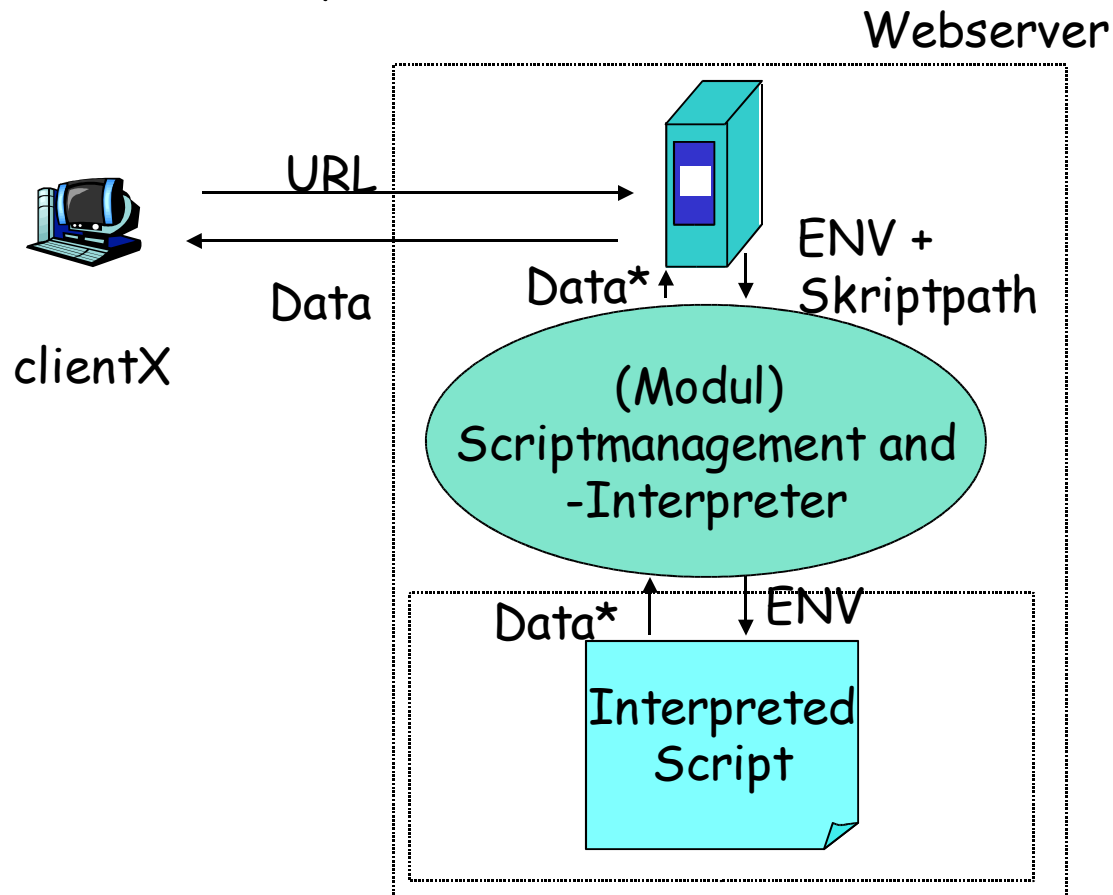 Webserver
URL
Data
clientX
ENV +
Skriptpath
Data*
(Modul)
Scriptmanagement and
-Interpreter
Data*
ENV
Interpreted
Script